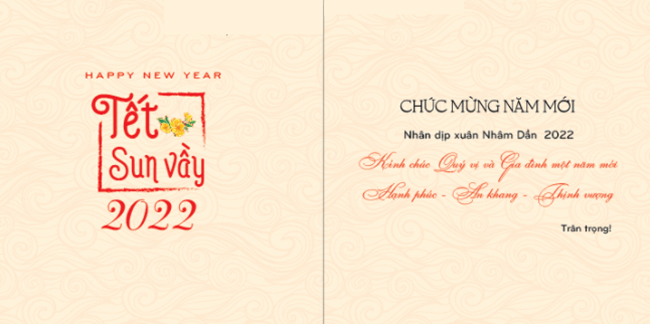 HAPPY NEW YEAR
Tết
Sun vầy
2022
CHÚC MỪNG NĂM MỚI
Nhân dịp xuân Nhâm Dần 2022
Kính chúc Quý vị và Gia đình một năm mới
Hạnh phúc - An khang - Thịnh vượng
Trân trọng!